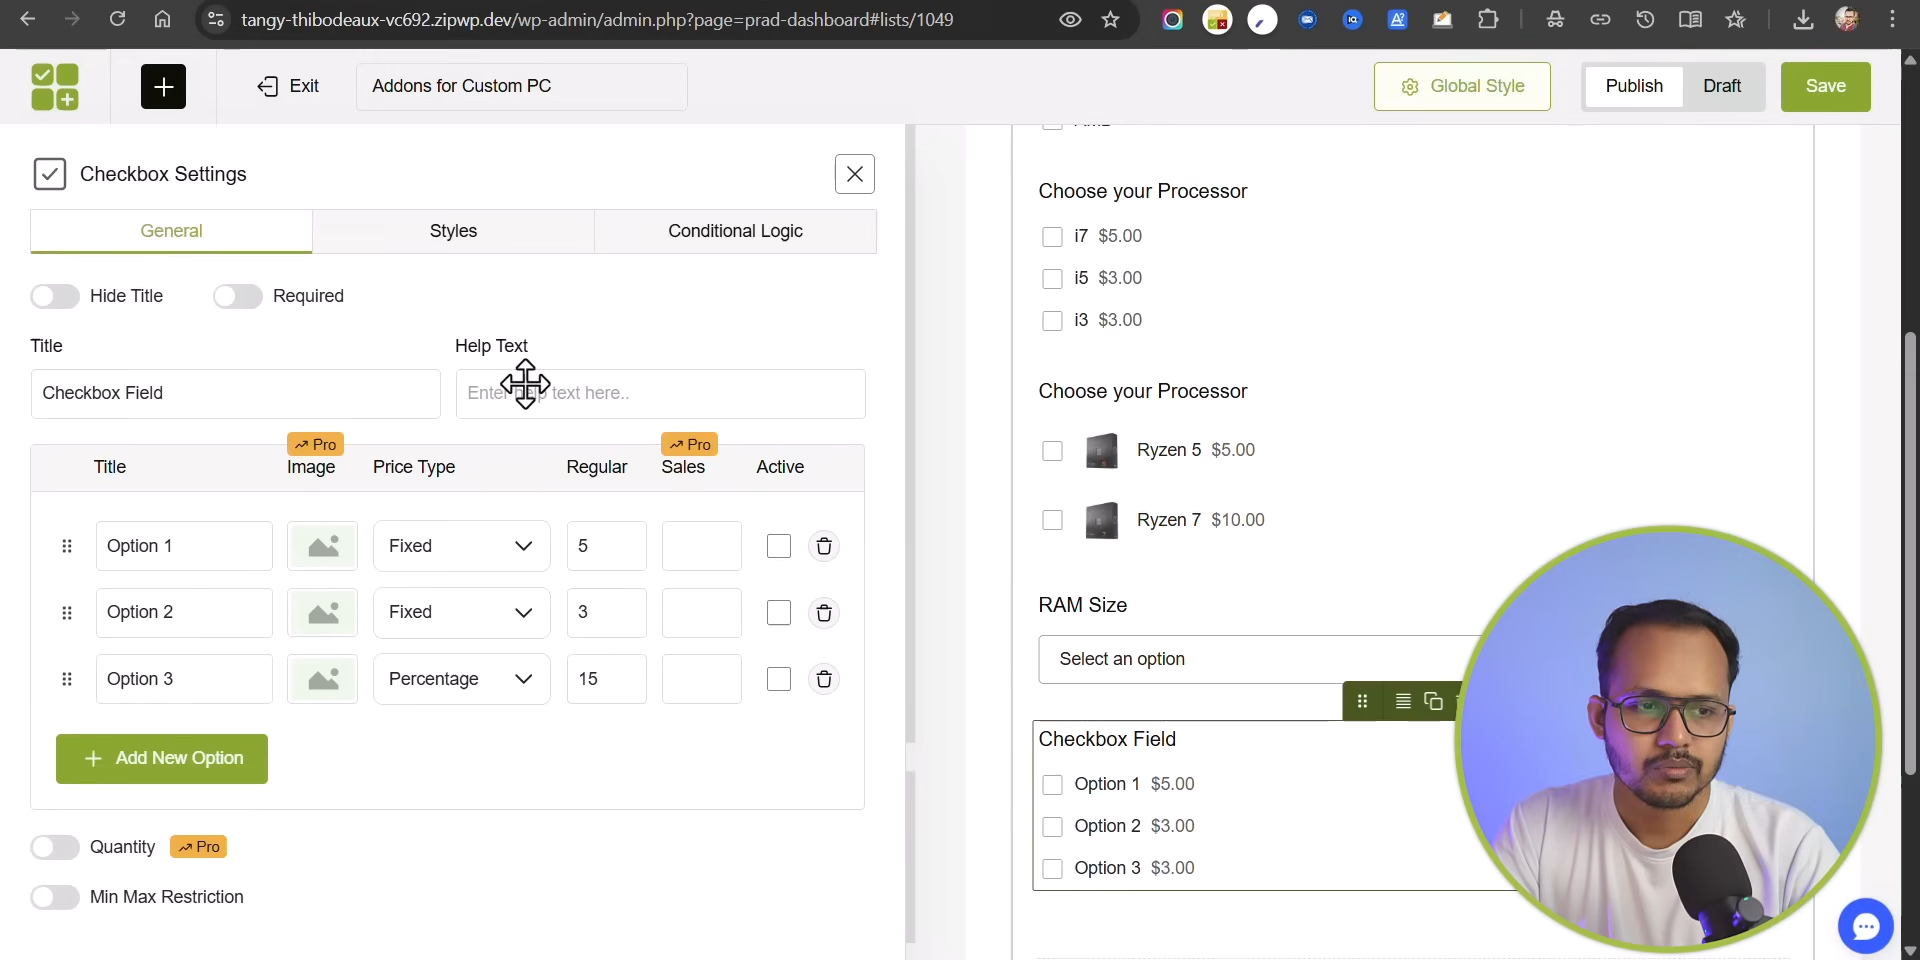 tangy-thibodeaux-vc692.zipwp.dev/wp-admin/admin.php?page=prad-dashboard#lists/1049
Exit
Addons for Custom PC
Global Style
Publish
Draft
Save
Checkbox Settings
General
Styles
Conditional Logic
Hide Title
Required
Title
Help Text
Checkbox Field
text here..
Pro
Pro
Title
Image
Price Type
Regular
Sales
Active
Option 1
Fixed
5
Option 2
Fixed
3
Option 3
Percentage
15
Add New Option
Quantity
Pro
Min Max Restriction
Choose your Processor
i7 $5.00
i5 $3.00
i3 $3.00
Choose your Processor
Ryzen 5 $5.00
Ryzen 7 $10.00
RAM Size
Select an option
Checkbox Field
Option 1 $5.00
Option 2 $3.00
Option 3 $3.00